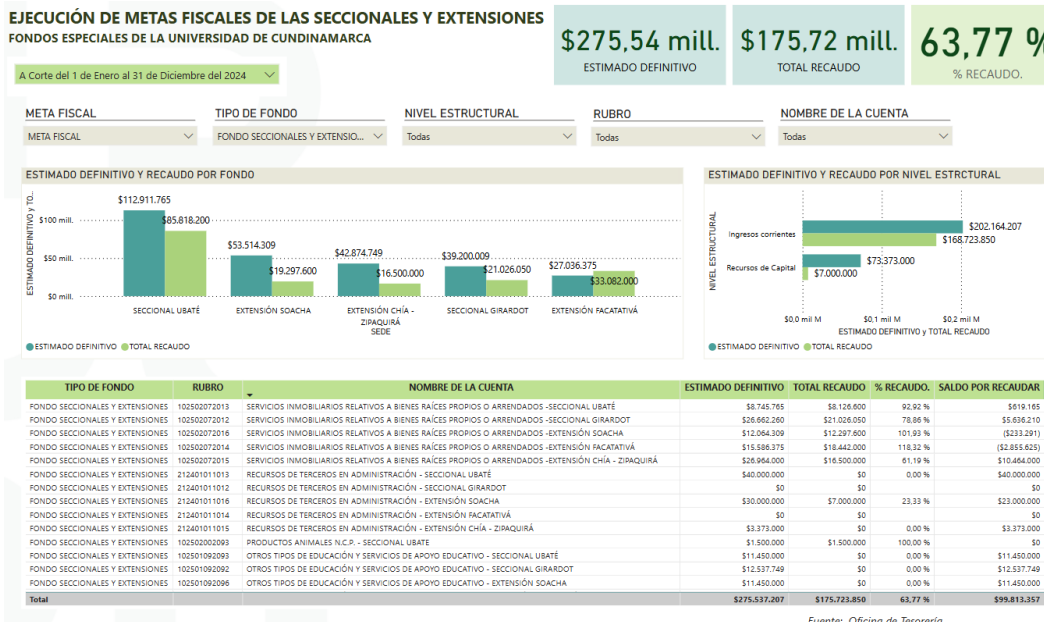 EJECUCIÓN DE METAS FISCALES DE LAS SECCIONALES Y EXTENSIONES
FONDOS ESPECIALES DE LA UNIVERSIDAD DE CUNDINAMARCA
A Corte del 1 de Enero al 31 de Diciembre del 2024
$275,54 mill.
ESTIMADO DEFINITIVO
$175,72 mill.
TOTAL RECAUDO
63,77 %
% RECAUDO.
META FISCAL
META FISCAL
TIPO DE FONDO
FONDO SECCIONALES Y EXTENSIO...
NIVEL ESTRUCTURAL
Todas
RUBRO
Todas
NOMBRE DE LA CUENTA
Todas
ESTIMADO DEFINITIVO Y RECAUDO POR FONDO
ESTIMADO DEFINITIVO y TO...
$100 mill.
$50 mill.
$0 mill.
$112.911.765
$85.818.200
$53.514.309
$19.297.600
$42.874.749
$16.500.000
$39.200.009
$21.026.050
$27.036.375
$33.082.000
SECCIONAL UBATÉ
EXTENSIÓN SOACHA
EXTENSIÓN CHÍA -
ZIPAQUIRÁ
SECCIONAL GIRARDOT
EXTENSIÓN FACATATIVÁ
SEDE
ESTIMADO DEFINITIVO TOTAL RECAUDO
ESTIMADO DEFINITIVO Y RECAUDO POR NIVEL ESTRCTURAL
NIVEL ESTRUCTURAL
Ingresos corrientes
$202.164.207
$168.723.850
Recursos de Capital
$73.373.000
$7.000.000
$0,0 mil M
$0,1 mil M
$0,2 mil M
ESTIMADO DEFINITIVO y TOTAL RECAUDO
ESTIMADO DEFINITIVO TOTAL RECAUDO
TIPO DE FONDO RUBRO NOMBRE DE LA CUENTA ESTIMADO DEFINITIVO TOTAL RECAUDO % RECAUDO. SALDO POR RECAUDAR
FONDO SECCIONALES Y EXTENSIONES 102502072013 SERVICIOS INMOBILIARIOS RELATIVOS A BIENES RAÍCES PROPIOS O ARRENDADOS -SECCIONAL UBATÉ $8.745.765 $8.126.600 92,92 % $619.165
FONDO SECCIONALES Y EXTENSIONES 102502072012 SERVICIOS INMOBILIARIOS RELATIVOS A BIENES RAÍCES PROPIOS O ARRENDADOS -SECCIONAL GIRARDOT $26.662.260 $21.026.050 78,86 % $5.636.210
FONDO SECCIONALES Y EXTENSIONES 102502072016 SERVICIOS INMOBILIARIOS RELATIVOS A BIENES RAÍCES PROPIOS O ARRENDADOS -EXTENSIÓN SOACHA $12.064.309 $12.297.600 101,93 % ($233.291)
FONDO SECCIONALES Y EXTENSIONES 102502072014 SERVICIOS INMOBILIARIOS RELATIVOS A BIENES RAÍCES PROPIOS O ARRENDADOS -EXTENSIÓN FACATATIVÁ $15.586.375 $18.442.000 118,32 % ($2.855.625)
FONDO SECCIONALES Y EXTENSIONES 102502072015 SERVICIOS INMOBILIARIOS RELATIVOS A BIENES RAÍCES PROPIOS O ARRENDADOS -EXTENSIÓN CHÍA - ZIPAQUIRÁ $26.964.000 $16.500.000 61,19 % $10.464.000
FONDO SECCIONALES Y EXTENSIONES 212401011013 RECURSOS DE TERCEROS EN ADMINISTRACIÓN - SECCIONAL UBATÉ $40.000.000 $0 0,00 % $40.000.000
FONDO SECCIONALES Y EXTENSIONES 212401011012 RECURSOS DE TERCEROS EN ADMINISTRACIÓN - SECCIONAL GIRARDOT $0 $0 $0
FONDO SECCIONALES Y EXTENSIONES 212401011016 RECURSOS DE TERCEROS EN ADMINISTRACIÓN - EXTENSIÓN SOACHA $30.000.000 $7.000.000 23,33 % $23.000.000
FONDO SECCIONALES Y EXTENSIONES 212401011014 RECURSOS DE TERCEROS EN ADMINISTRACIÓN - EXTENSIÓN FACATATIVÁ $0 $0 $0
FONDO SECCIONALES Y EXTENSIONES 212401011015 RECURSOS DE TERCEROS EN ADMINISTRACIÓN - EXTENSIÓN CHÍA - ZIPAQUIRÁ $3.373.000 $0 0,00 % $3.373.000
FONDO SECCIONALES Y EXTENSIONES 102502002093 PRODUCTOS ANIMALES N.C.P. - SECCIONAL UBATE $1.500.000 $1.500.000 100,00 % $0
FONDO SECCIONALES Y EXTENSIONES 102501092093 OTROS TIPOS DE EDUCACIÓN Y SERVICIOS DE APOYO EDUCATIVO - SECCIONAL UBATÉ $11.450.000 $0 0,00 % $11.450.000
FONDO SECCIONALES Y EXTENSIONES 102501092092 OTROS TIPOS DE EDUCACIÓN Y SERVICIOS DE APOYO EDUCATIVO - SECCIONAL GIRARDOT $12.537.749 $0 0,00 % $12.537.749
FONDO SECCIONALES Y EXTENSIONES 102501092096 OTROS TIPOS DE EDUCACIÓN Y SERVICIOS DE APOYO EDUCATIVO - EXTENSIÓN SOACHA $11.450.000 $0 0,00 % $11.450.000
Total $275.537.207 $175.723.850 63,77 % $99.813.357
Fuente: Oficina de Tesorería